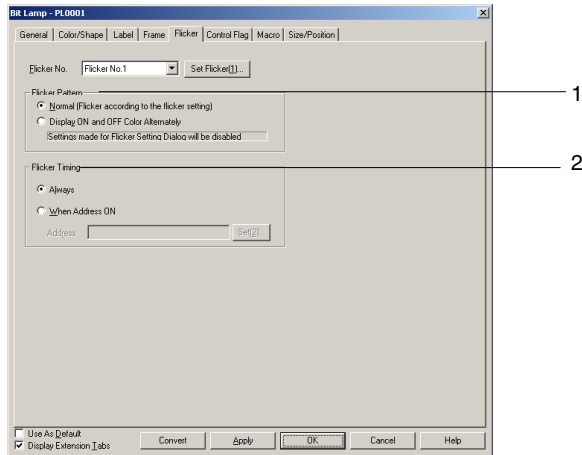 Bit Lamp - PL0001
General Color/Shape Label Frame Flicker Control Flag Macro Size/Position
Flicker No. Flicker No.1 Set Flicker(1)...
Flicker Pattern 1
Normal (Flicker according to the flicker setting)
Display ON and OFF Color Alternately
Settings made for Flicker Setting Dialog will be disabled
Flicker Timing 2
Always
When Address ON
Address Set(2)...
Use As Default
Display Extension Tabs Convert Apply OK Cancel Help